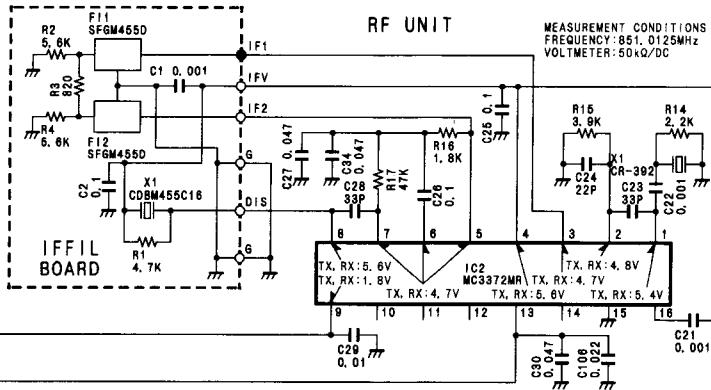 RF UNIT
MEASUREMENT CONDITIONS
FREQUENCY:851.0125MHz
VOLTMETER:50kΩ/DC
FI1
SFGM455D
R2
5.6K
R3
820
R4
5.6K
FI2
SFGM455D
C1 0.001
IF1
IFV
IF2
G
DIS
G
C2
0.1
X1
CDBM455C16
R1
4.7K
IFFIL
BOARD
C27 0.047
C34 0.047
C28
33P
R17
47K
C26
0.1
R16
1.8K
C25 0.1
R15
3.9K
C24
22P
R14
2.2K
X1
CR-392
C23
33P
C22
0.001
8 7 6 5 4 3 2 1
TX, RX:5.6V
TX, RX:1.8V
TX, RX:4.7V
IC2
MC3372MR
TX, RX:4.8V
TX, RX:4.7V
TX, RX:5.6V
TX, RX:5.4V
9 10 11 12 13 14 15 16
C29
0.01
C30
0.047
C106
0.022
C21
0.001